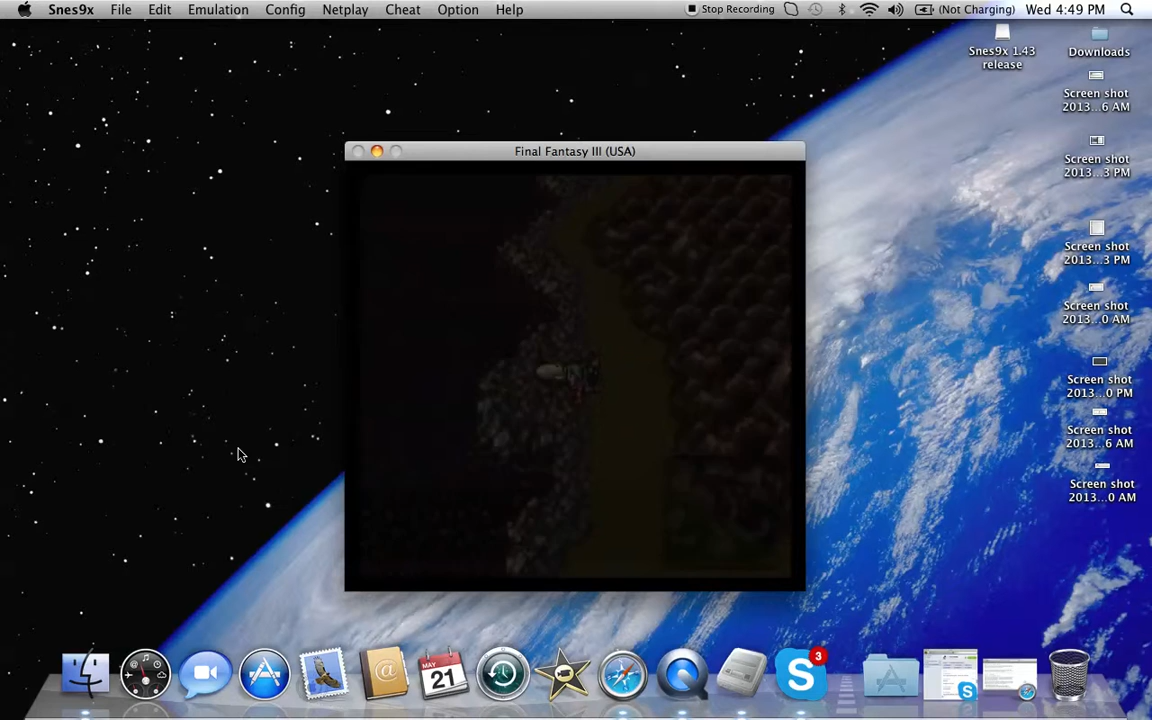 Snes9x File Edit Emulation Config Netplay Cheat Option Help Stop Recording (Not Charging) Wed 4:49 PM
Snes9x 1.43
release
Downloads
Screen shot
2013...6 AM
Screen shot
2013...3 PM
Final Fantasy III (USA)
Screen shot
2013...3 PM
Screen shot
2013...0 AM
Screen shot
2013...0 PM
Screen shot
2013...6 AM
Screen shot
2013...0 AM
MAY
21
3